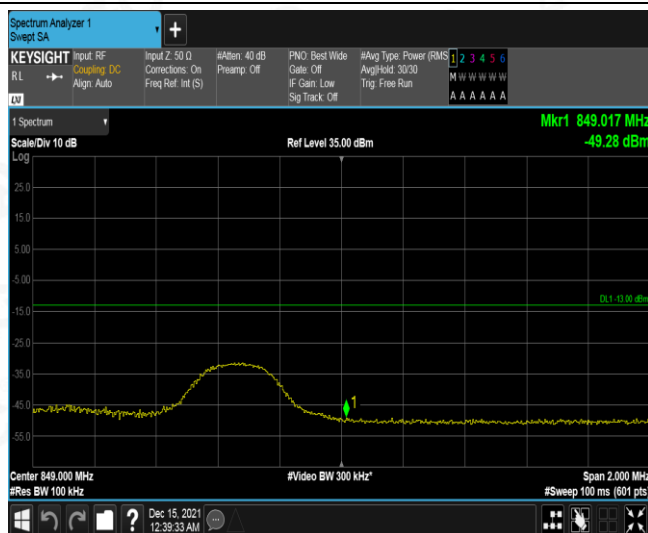 Spectrum Analyzer 1
Swept SA
KEYSIGHT
R L
Input: RF
Coupling: DC
Align: Auto
Input Z: 50 Ω
Corrections: On
Freq Ref: Int (S)
#Atten: 40 dB
Preamp: Off
PNO: Best Wide
Gate: Off
IF Gain: Low
Sig Track: Off
#Avg Type: Power (RMS
Avg|Hold: 30/30
Trig: Free Run
1 2 3 4 5 6
M W W W W W
A A A A A A
1 Spectrum
Scale/Div 10 dB
Ref Level 35.00 dBm
Mkr1 849.017 MHz
-49.28 dBm
Log
25.0
15.0
5.00
-5.00
-15.0
-25.0
-35.0
-45.0
-55.0
DL1 -13.00 dBm
1
Center 849.000 MHz
#Res BW 100 kHz
#Video BW 300 kHz*
Span 2.000 MHz
#Sweep 100 ms (601 pts)
?
Dec 15, 2021
12:39:33 AM